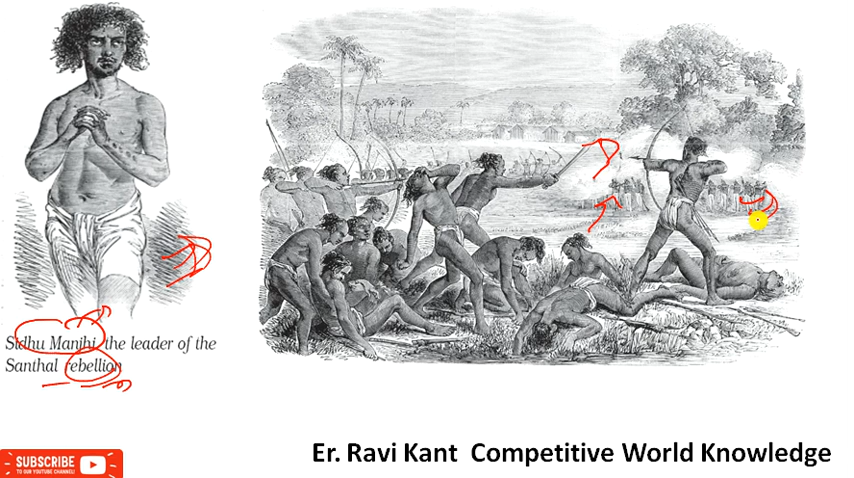 Sidhu Manjhi, the leader of the
Santhal rebellion
Er. Ravi Kant Competitive World Knowledge
SUBSCRIBE
TO OUR YOUTUBE CHANNEL!